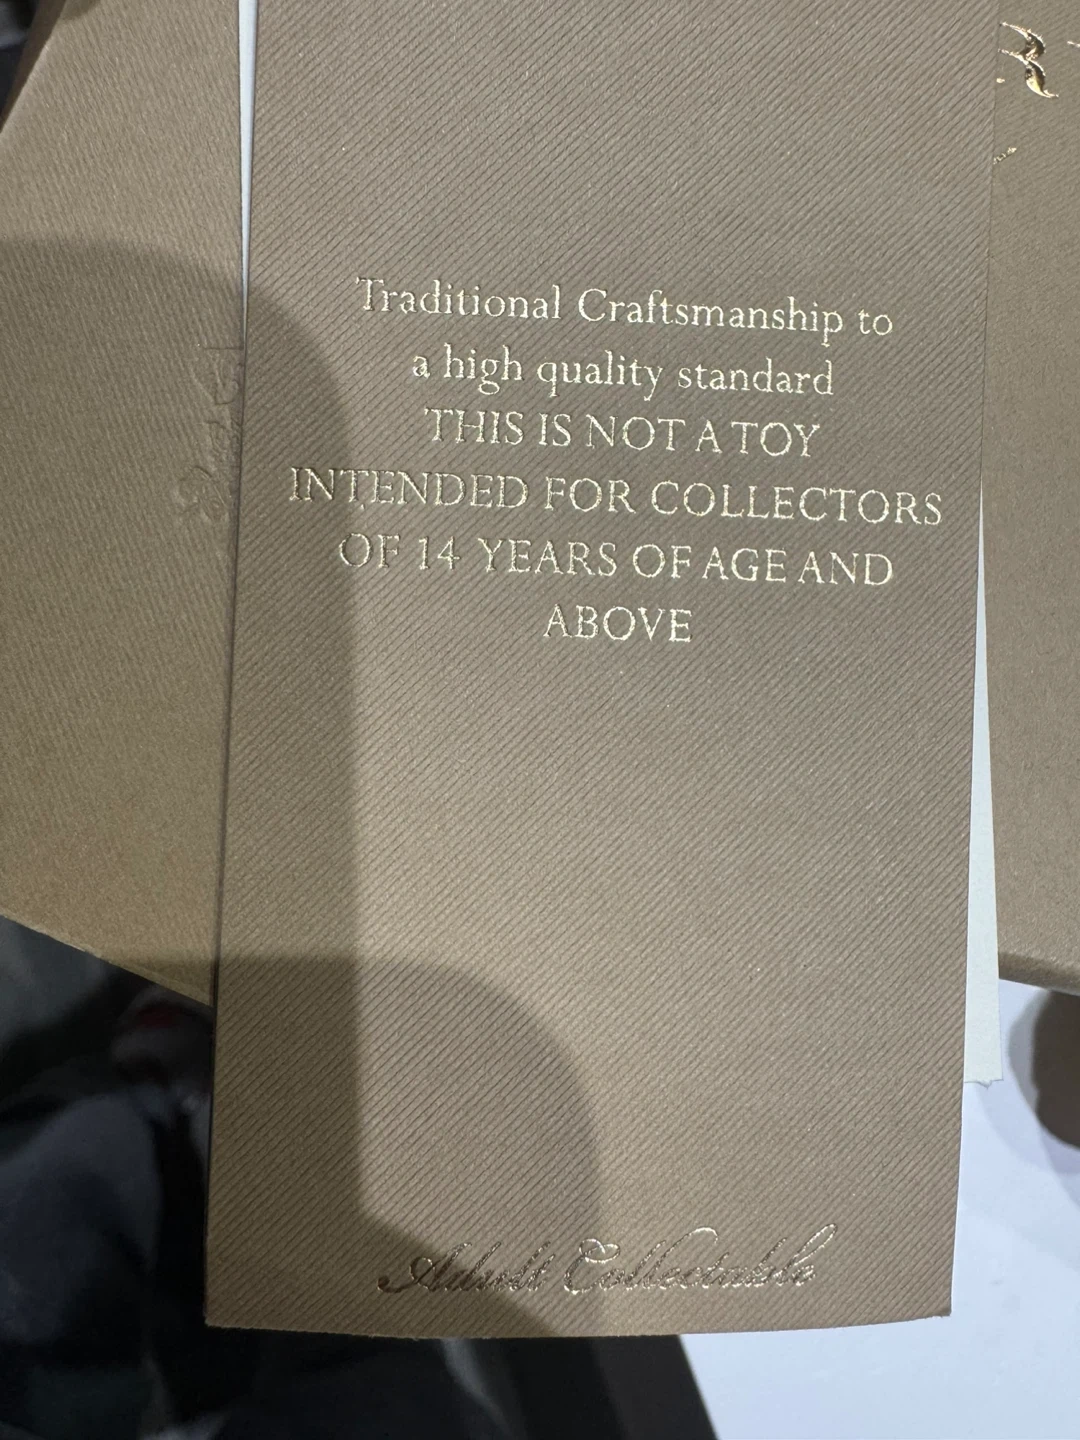 Traditional Craftsmanship to
a high quality standard
THIS IS NOT A TOY
INTENDED FOR COLLECTORS
OF 14 YEARS OF AGE AND
ABOVE
Adult Collectable
R